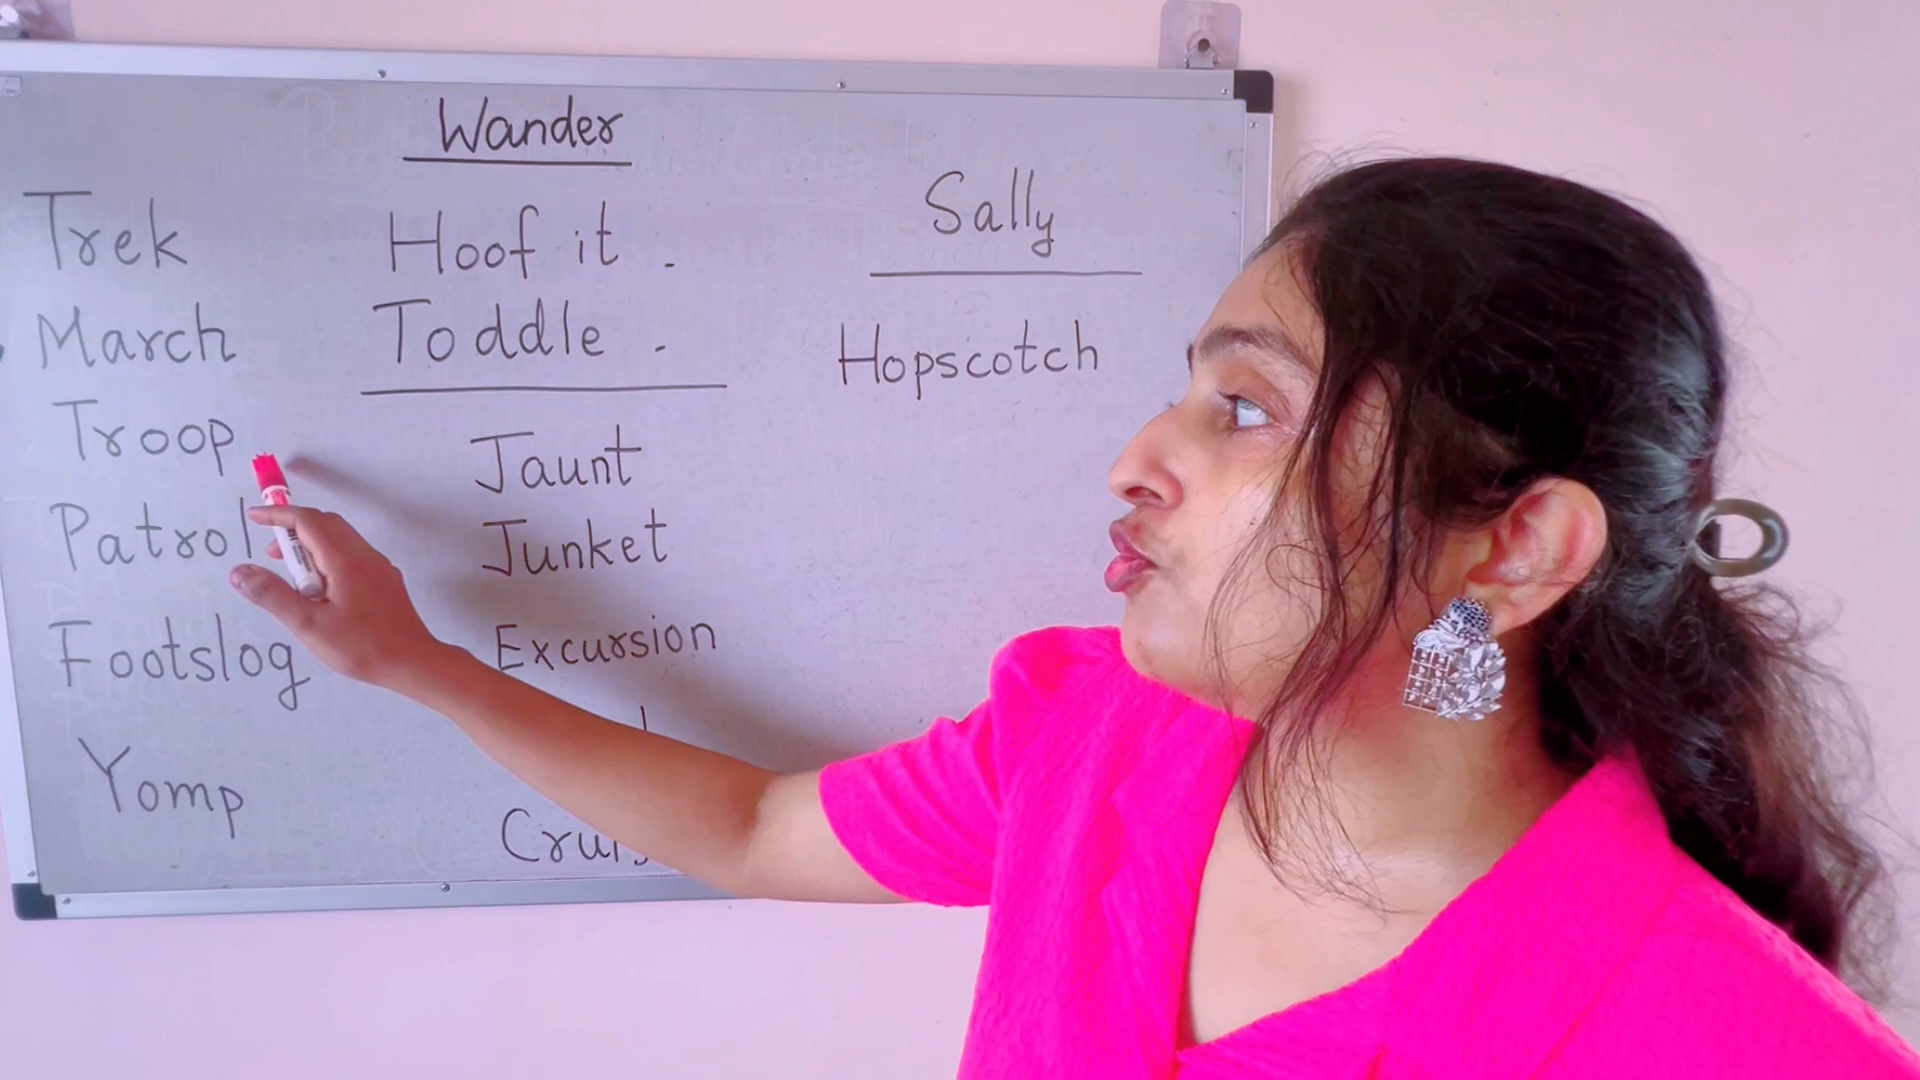 Wander
Trek
March
Troop
Patrol
Footslog
Yomp
Hoof it .
Toddle .
Jaunt
Junket
Excursion
Sally
Hopscotch